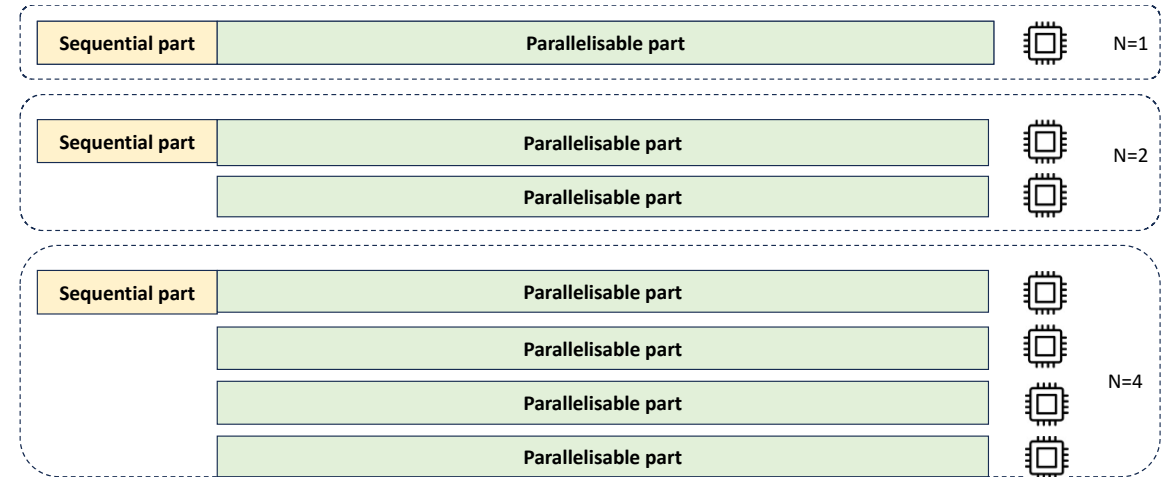 Sequential part Parallelisable part N=1
Sequential part Parallelisable part N=2
Parallelisable part
Sequential part Parallelisable part
Parallelisable part
N=4
Parallelisable part
Parallelisable part